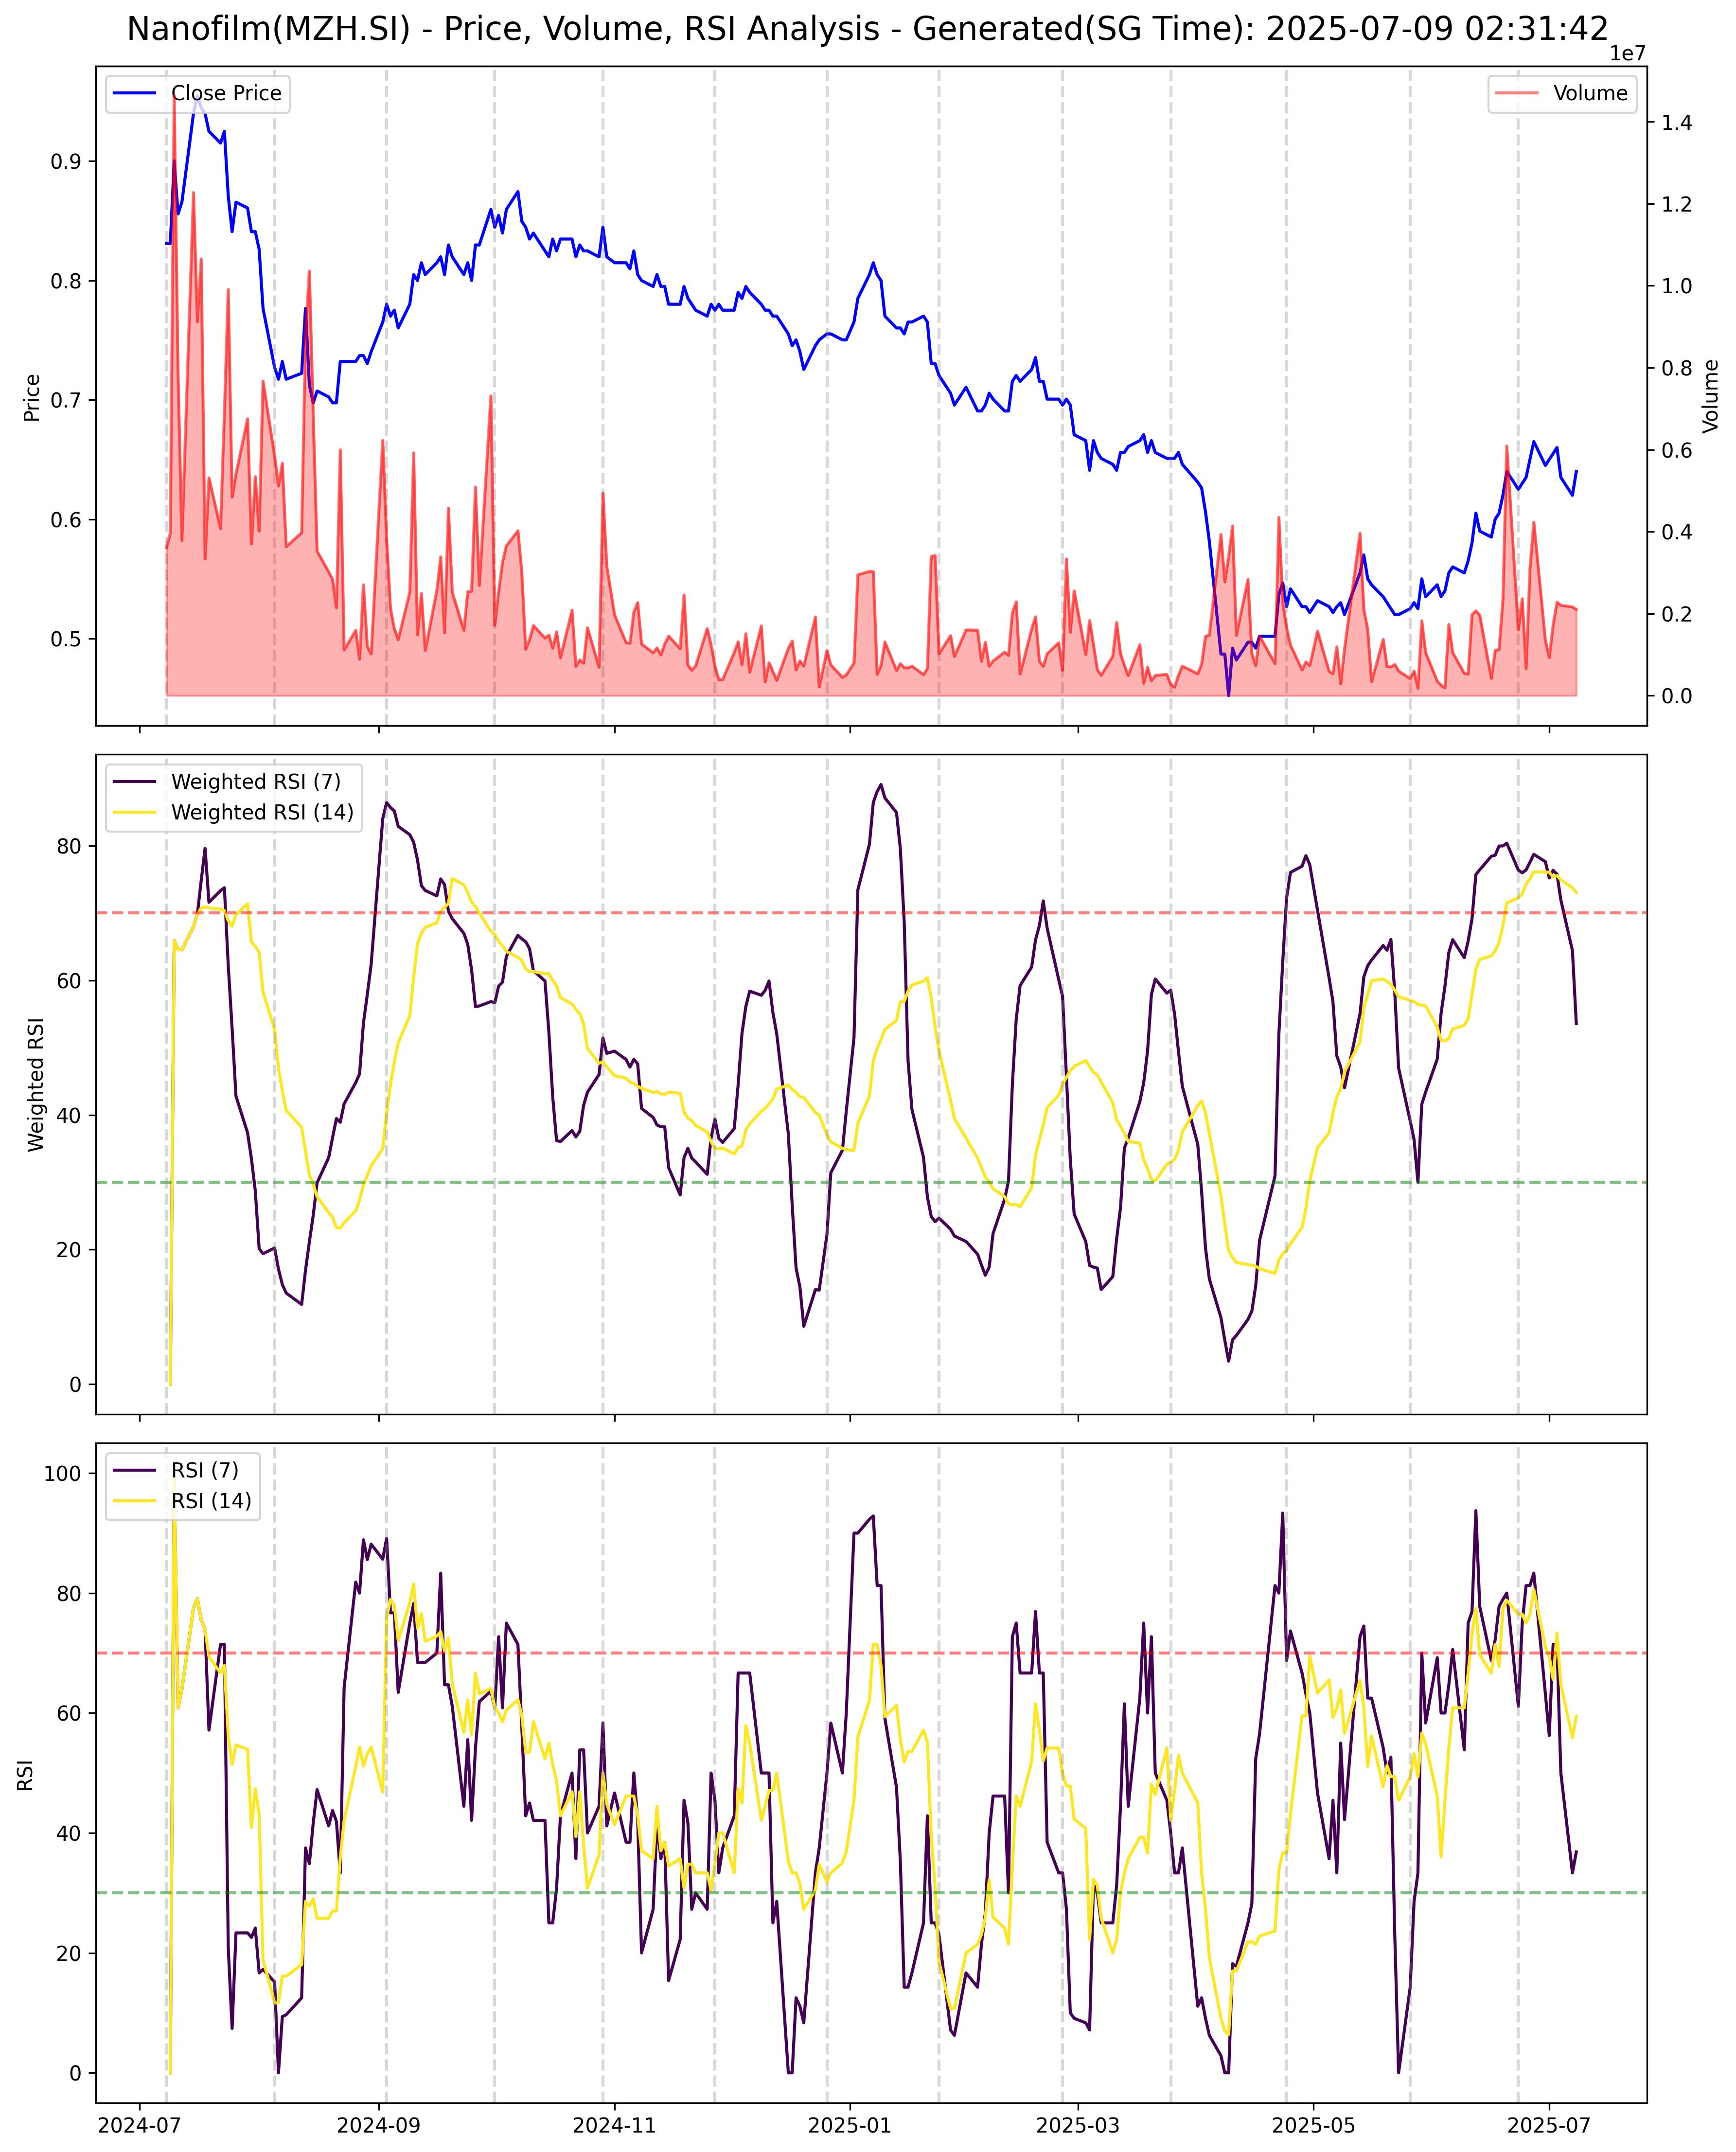 Nanofilm(MZH.SI) - Price, Volume, RSI Analysis - Generated(SG Time): 2025-07-09 02:31:42
1e7
Close Price
Volume
0.9
0.8
0.7
0.6
0.5
Price
1.4
1.2
1.0
0.8
0.6
0.4
0.2
0.0
Volume
Weighted RSI (7)
Weighted RSI (14)
80
60
40
20
0
Weighted RSI
RSI (7)
RSI (14)
100
80
60
40
20
0
RSI
2024-07
2024-09
2024-11
2025-01
2025-03
2025-05
2025-07